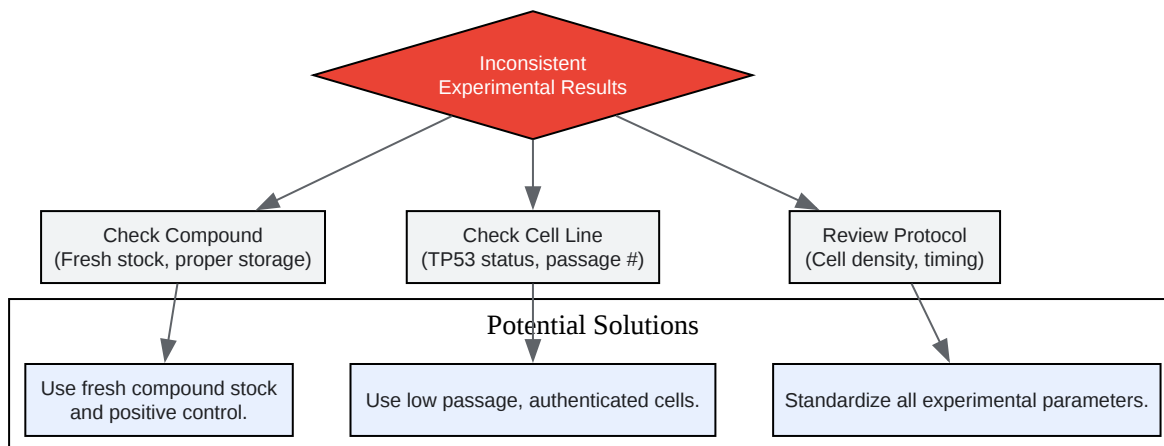 Inconsistent
Experimental Results
Check Compound
(Fresh stock, proper storage)
Check Cell Line
(TP53 status, passage #)
Review Protocol
(Cell density, timing)
Potential Solutions
Use fresh compound stock
and positive control.
Use low passage, authenticated cells.
Standardize all experimental parameters.